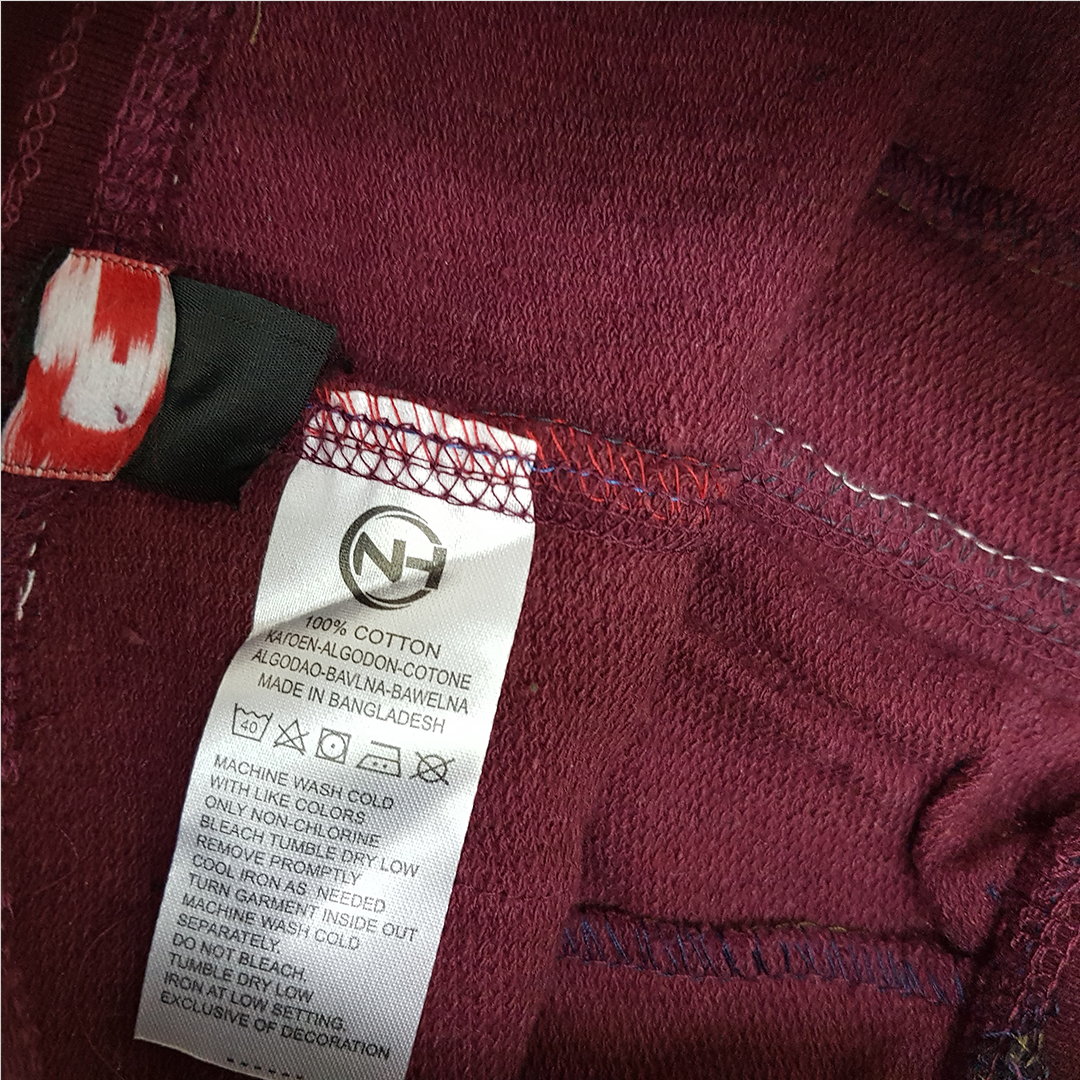 NH
100% COTTON
KATOEN-ALGODON-COTONE
ALGODAO-BAVLNA-BAWELNA
MADE IN BANGLADESH
40
MACHINE WASH COLD
WITH LIKE COLORS
ONLY NON-CHLORINE
BLEACH TUMBLE DRY LOW
REMOVE PROMPTLY
COOL IRON AS NEEDED
TURN GARMENT INSIDE OUT
MACHINE WASH COLD
SEPARATELY.
DO NOT BLEACH.
TUMBLE DRY LOW
IRON AT LOW SETTING.
EXCLUSIVE OF DECORATION